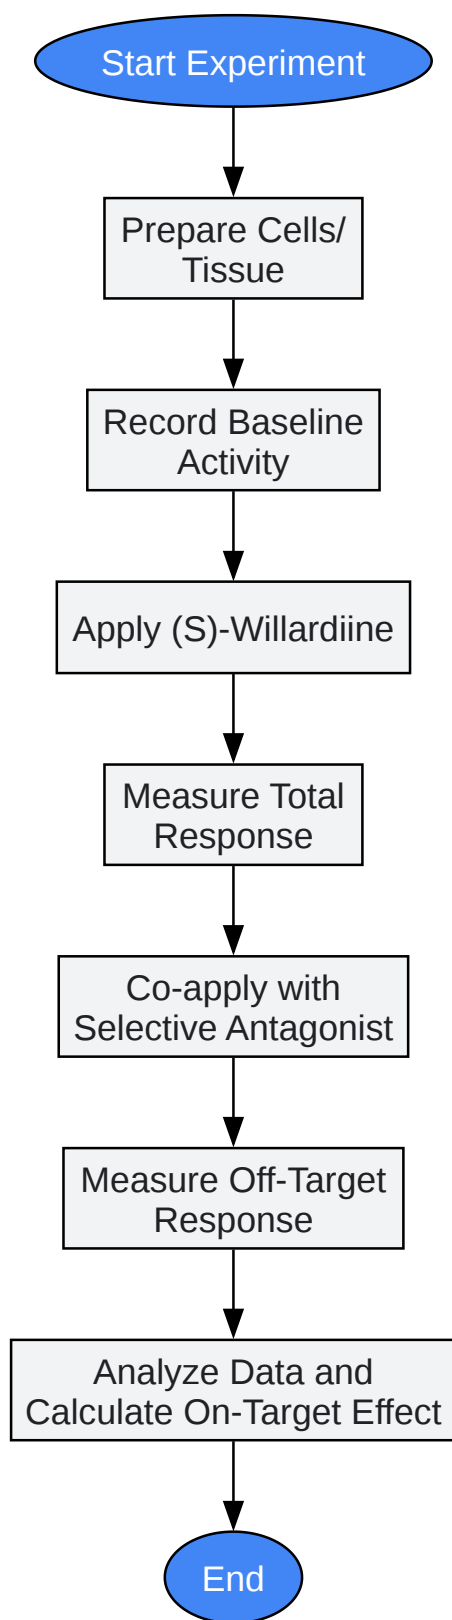 Start Experiment
Prepare Cells/
Tissue
Record Baseline
Activity
Apply (S)-Willardiine
Measure Total
Response
Co-apply with
Selective Antagonist
Measure Off-Target
Response
Analyze Data and
Calculate On-Target Effect
End